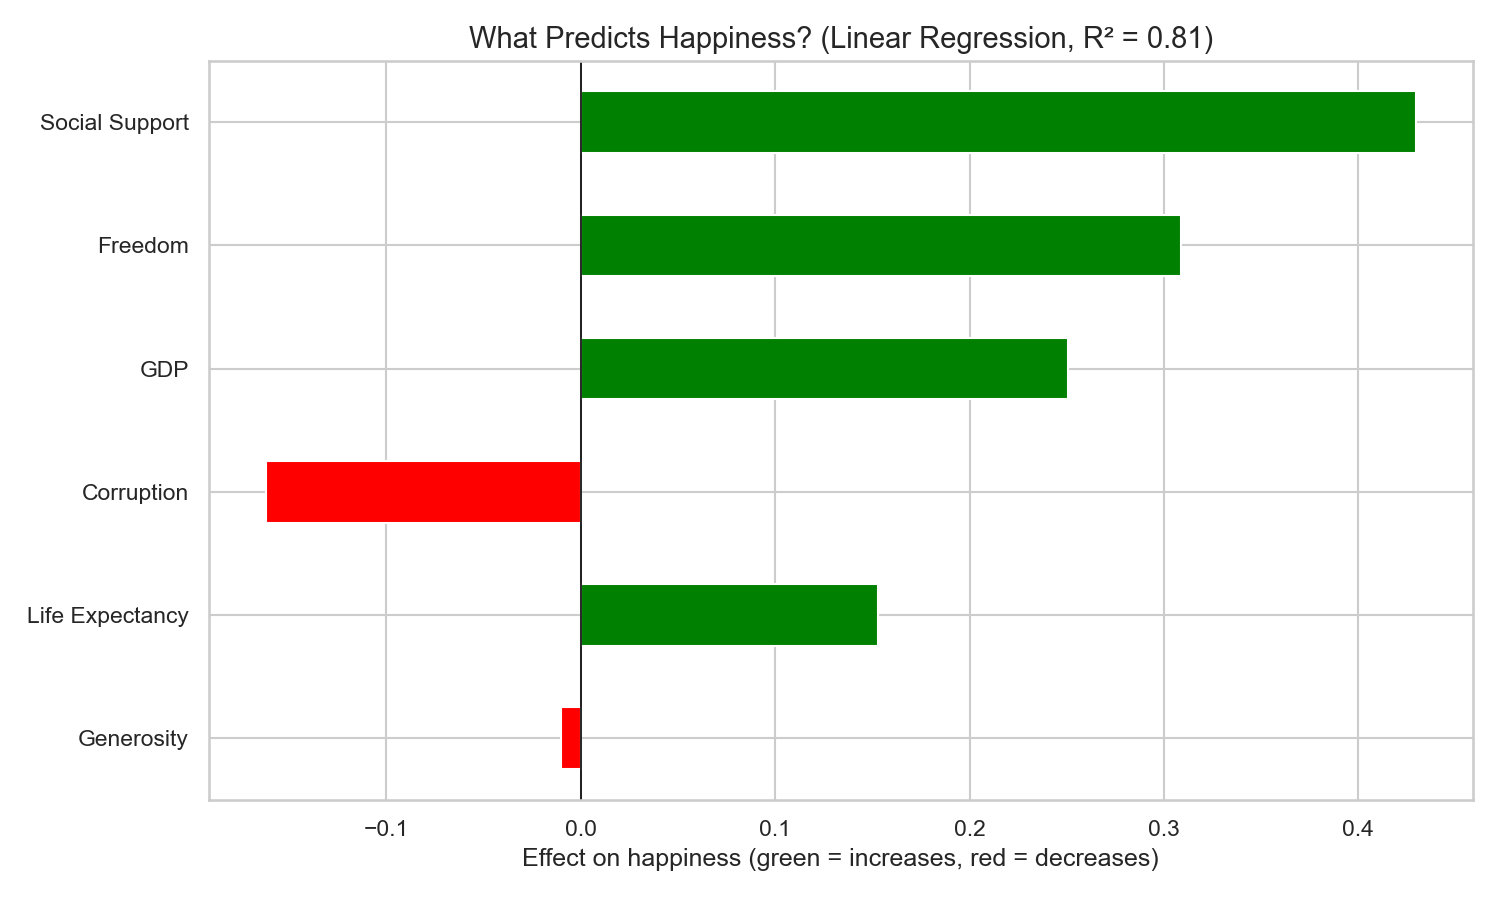 What Predicts Happiness? (Linear Regression, R² = 0.81)
Social Support
Freedom
GDP
Corruption
Life Expectancy
Generosity
−0.1 0.0 0.1 0.2 0.3 0.4
Effect on happiness (green = increases, red = decreases)